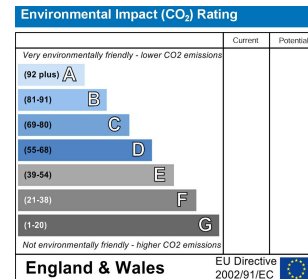 Environmental Impact (CO₂) Rating
Current Potential
Very environmentally friendly - lower CO2 emissions
(92 plus) A
(81-91) B
(69-80) C
(55-68) D
(39-54) E
(21-38) F
(1-20) G
Not environmentally friendly - higher CO2 emissions
England & Wales
EU Directive
2002/91/EC